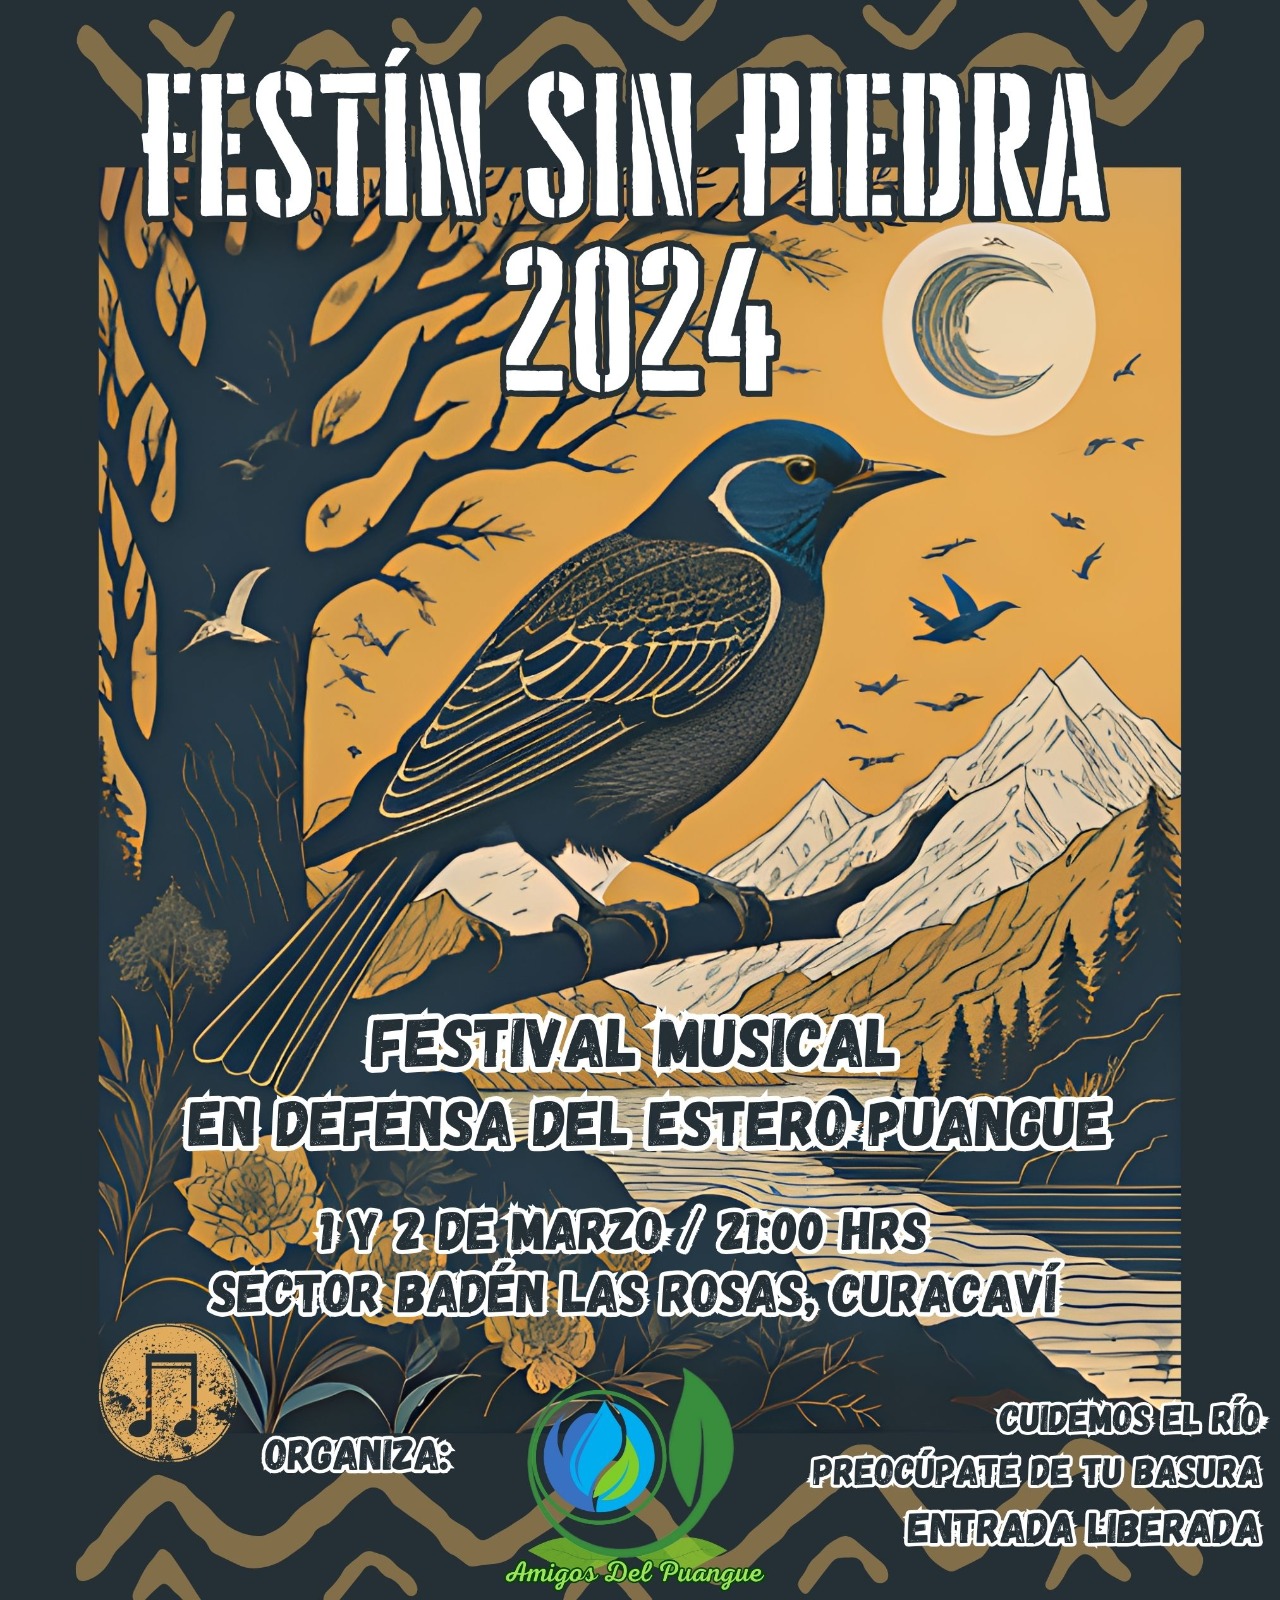 FESTÍN SIN PIEDRA
2024
FESTIVAL MUSICAL
EN DEFENSA DEL ESTERO PUANGUE
1 Y 2 DE MARZO / 21:00 HRS
SECTOR BADÉN LAS ROSAS, CURACAVÍ
ORGANIZA:
Amigos Del Puangue
CUIDEMOS EL RÍO
PREOCÚPATE DE TU BASURA
ENTRADA LIBERADA